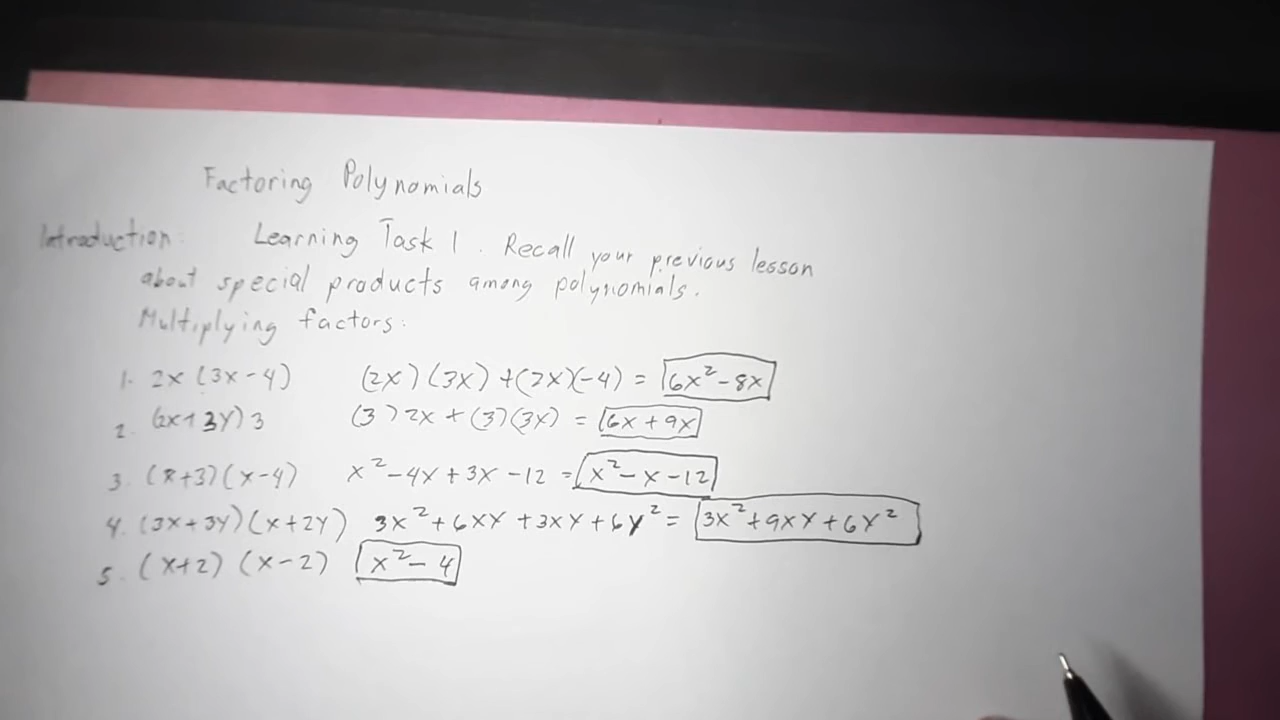 Factoring Polynomials
Introduction: Learning Task 1. Recall your previous lesson
about special products among polynomials.
Multiplying factors:
1. 2x (3x-4) (2x)(3x)+(2x)(-4) = 6x²-8x
2. (2x+3y)3 (3)2x+(3)(3x) = 6x+9x
3. (x+3)(x-4) x²-4x+3x-12 = x²-x-12
4. (3x+3y)(x+2y) 3x²+6xy+3xy+6y² = 3x²+9xy+6y²
5. (x+2)(x-2) x²-4